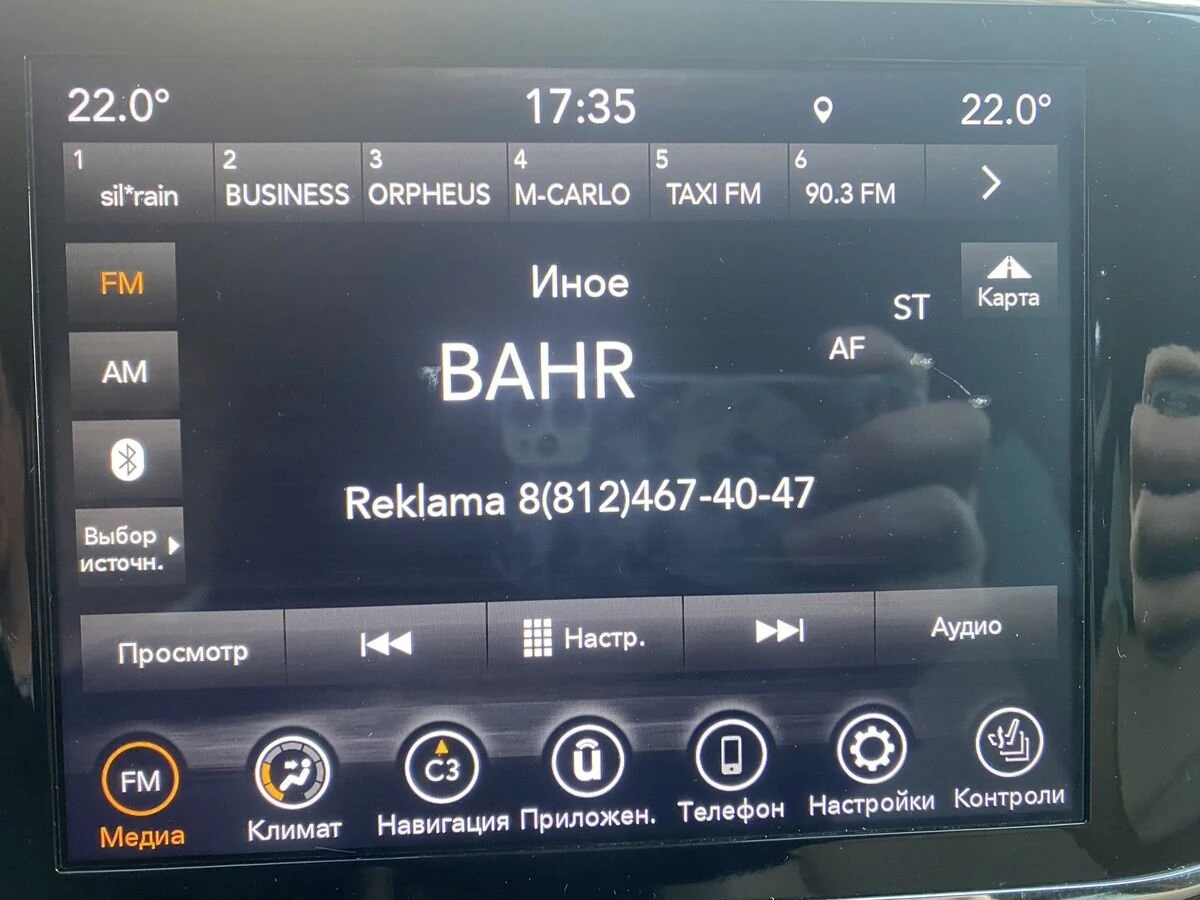 22.0° 17:35 22.0°
1 2 3 4 5 6
sil*rain BUSINESS ORPHEUS M-CARLO TAXI FM 90.3 FM
FM
Иное
Карта
ST
AM
BAHR
AF
Reklama 8(812)467-40-47
Выбор
источн.
Просмотр Настр. Аудио
FM
СЗ
u
Медиа Климат Навигация Приложен. Телефон Настройки Контроли